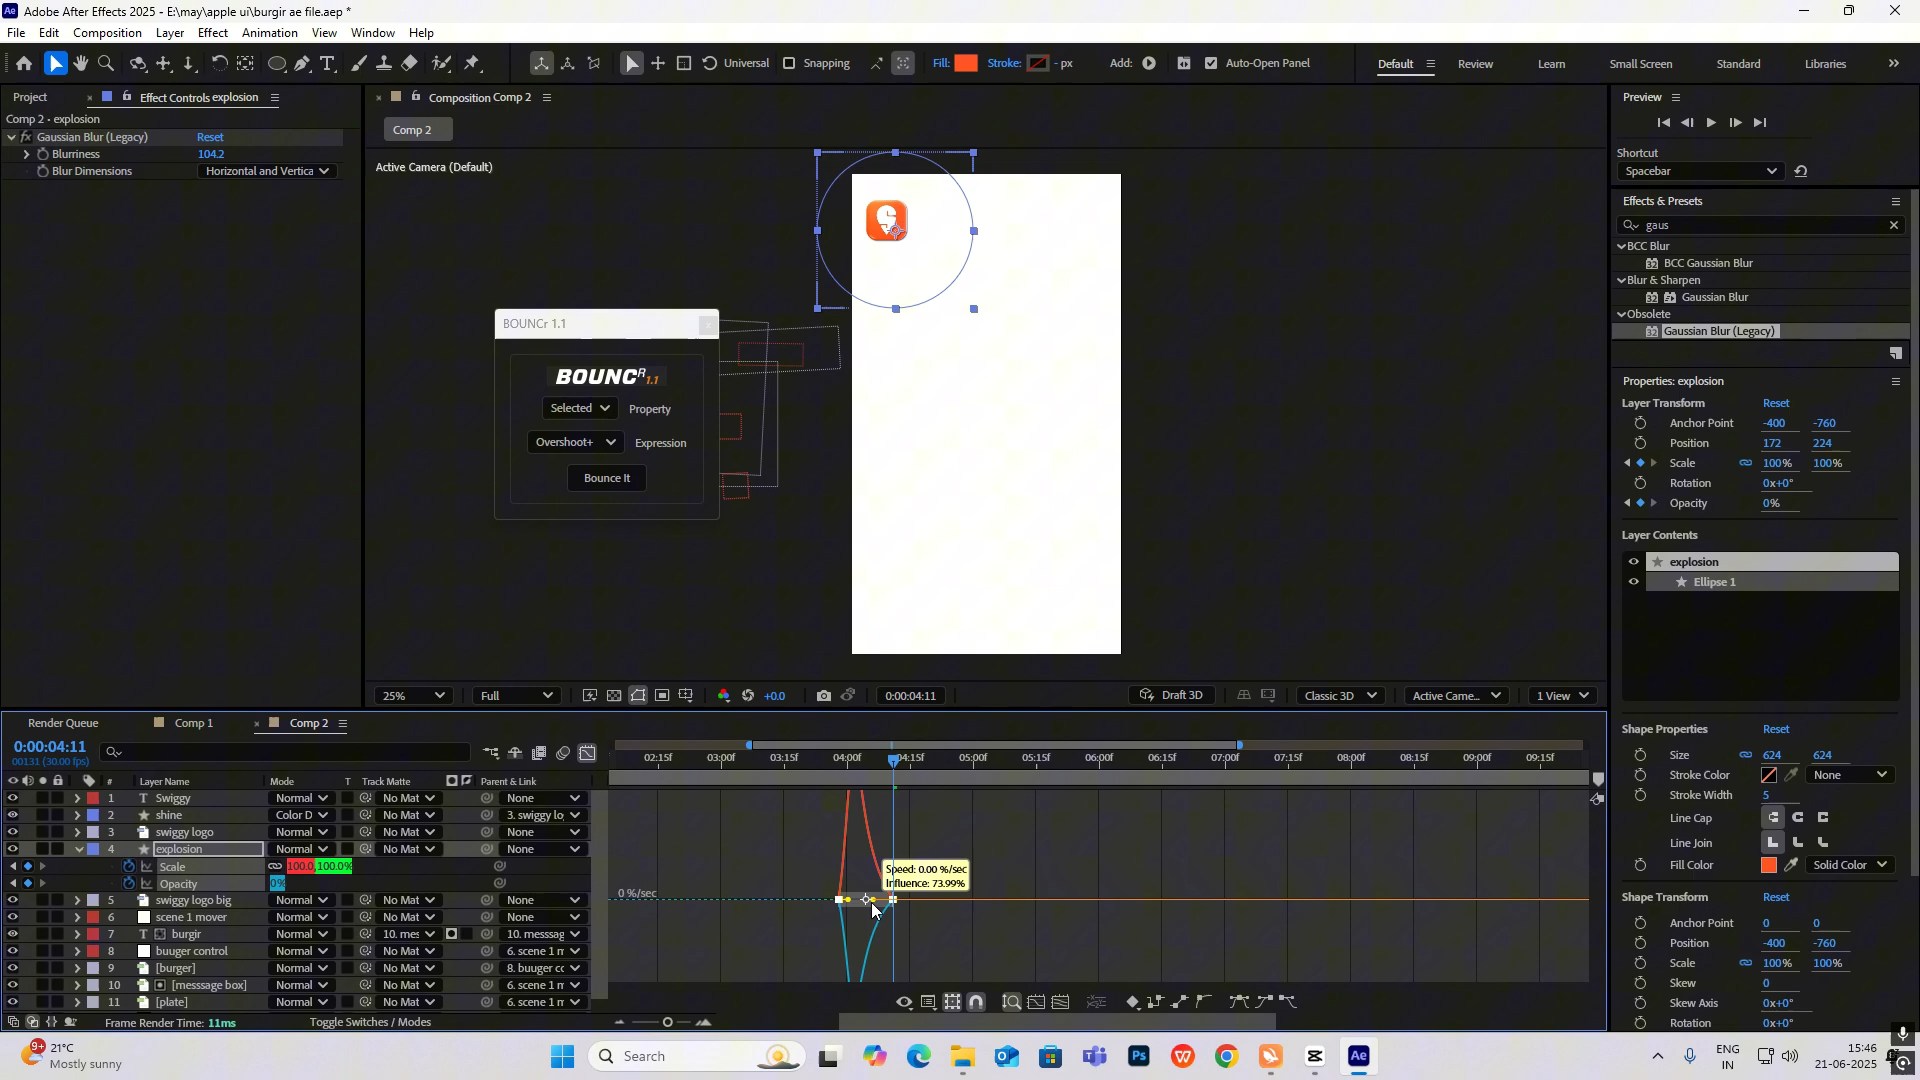 Adobe After Effects 2025 - E:\may\apple ui\burgir ae file.aep *
File Edit Composition Layer Effect Animation View Window Help
Universal Snapping Fill: Stroke: - px Add: Auto-Open Panel Default Review Learn Small Screen Standard Libraries
Project Effect Controls explosion
Comp 2 • explosion
Gaussian Blur (Legacy) Reset
Blurriness 104.2
Blur Dimensions Horizontal and Vertica
Composition Comp 2
Comp 2
Active Camera (Default)
BOUNCr 1.1
BOUNCR 1.1
Selected Property
Overshoot+ Expression
Bounce It
25% Full +0.0 0:00:04:11 Draft 3D Classic 3D Active Came... 1 View
Preview
Shortcut
Spacebar
Effects & Presets
gaus
BCC Blur
BCC Gaussian Blur
Blur & Sharpen
Gaussian Blur
Obsolete
Gaussian Blur (Legacy)
Properties: explosion
Layer Transform Reset
Anchor Point -400 -760
Position 172 224
Scale 100% 100%
Rotation 0x+0°
Opacity 0%
Layer Contents
explosion
Ellipse 1
Shape Properties Reset
Size 624 624
Stroke Color None
Stroke Width 5
Line Cap
Line Join
Fill Color Solid Color
Shape Transform Reset
Anchor Point 0 0
Position -400 -760
Scale 100% 100%
Skew 0
Skew Axis 0x+0°
Rotation 0x+0°
Render Queue Comp 1 Comp 2
0:00:04:11
00131 (30.00 fps)
02:15f 03:00f 03:15f 04:00f 04:15f 05:00f 05:15f 06:00f 06:15f 07:00f 07:15f 08:00f 08:15f 09:00f 09:15f
# Layer Name Mode T Track Matte Parent & Link
1 T Swiggy Normal No Mat None
2 shine Color D No Mat 3. swiggy lo
3 swiggy logo Normal No Mat None
4 explosion Normal No Mat None
Scale 100.0,100.0%
Opacity 0%
5 swiggy logo big Normal No Mat None
6 scene 1 mover Normal No Mat None
7 T burgir Normal 10. mes 10. messsag
8 buuger control Normal No Mat 6. scene 1 m
9 [burger] Normal No Mat 8. buuger cc
10 [messsage box] Normal No Mat 6. scene 1 m
11 [plate] Normal No Mat 6. scene 1 m
0 %/sec
Speed: 0.00 %/sec
Influence: 73.99%
Frame Render Time: 11ms Toggle Switches / Modes
9+ 21°C
Mostly sunny
Search
ENG
IN
15:46
21-06-2025